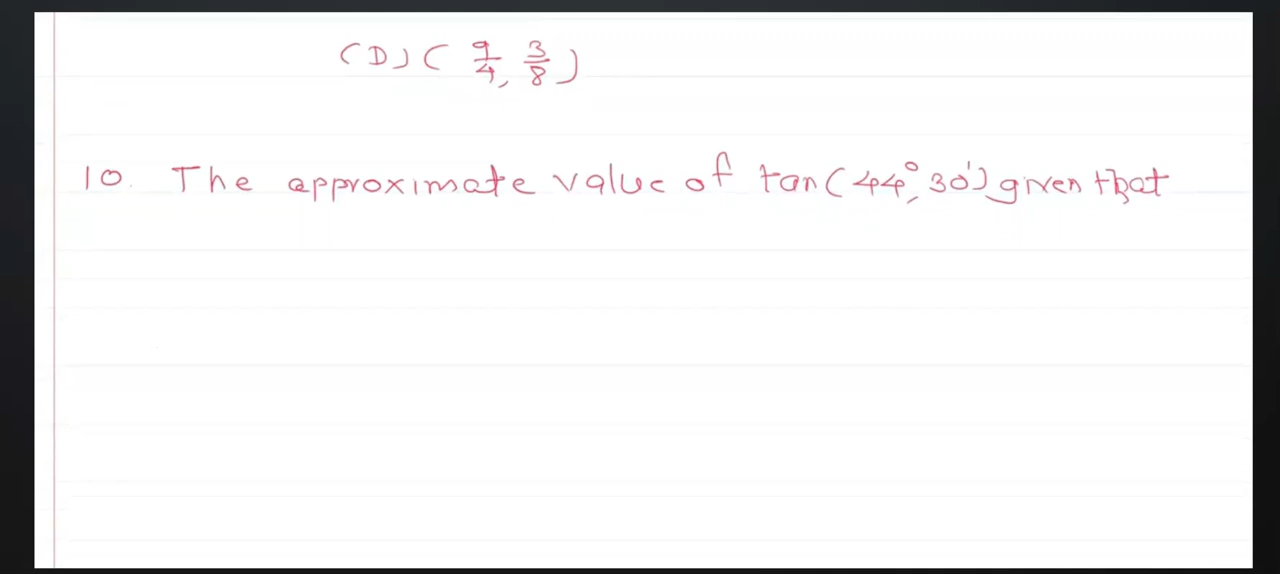 (D) ( 9/4, 3/8 )
10. The approximate value of tan(44°, 30') given that